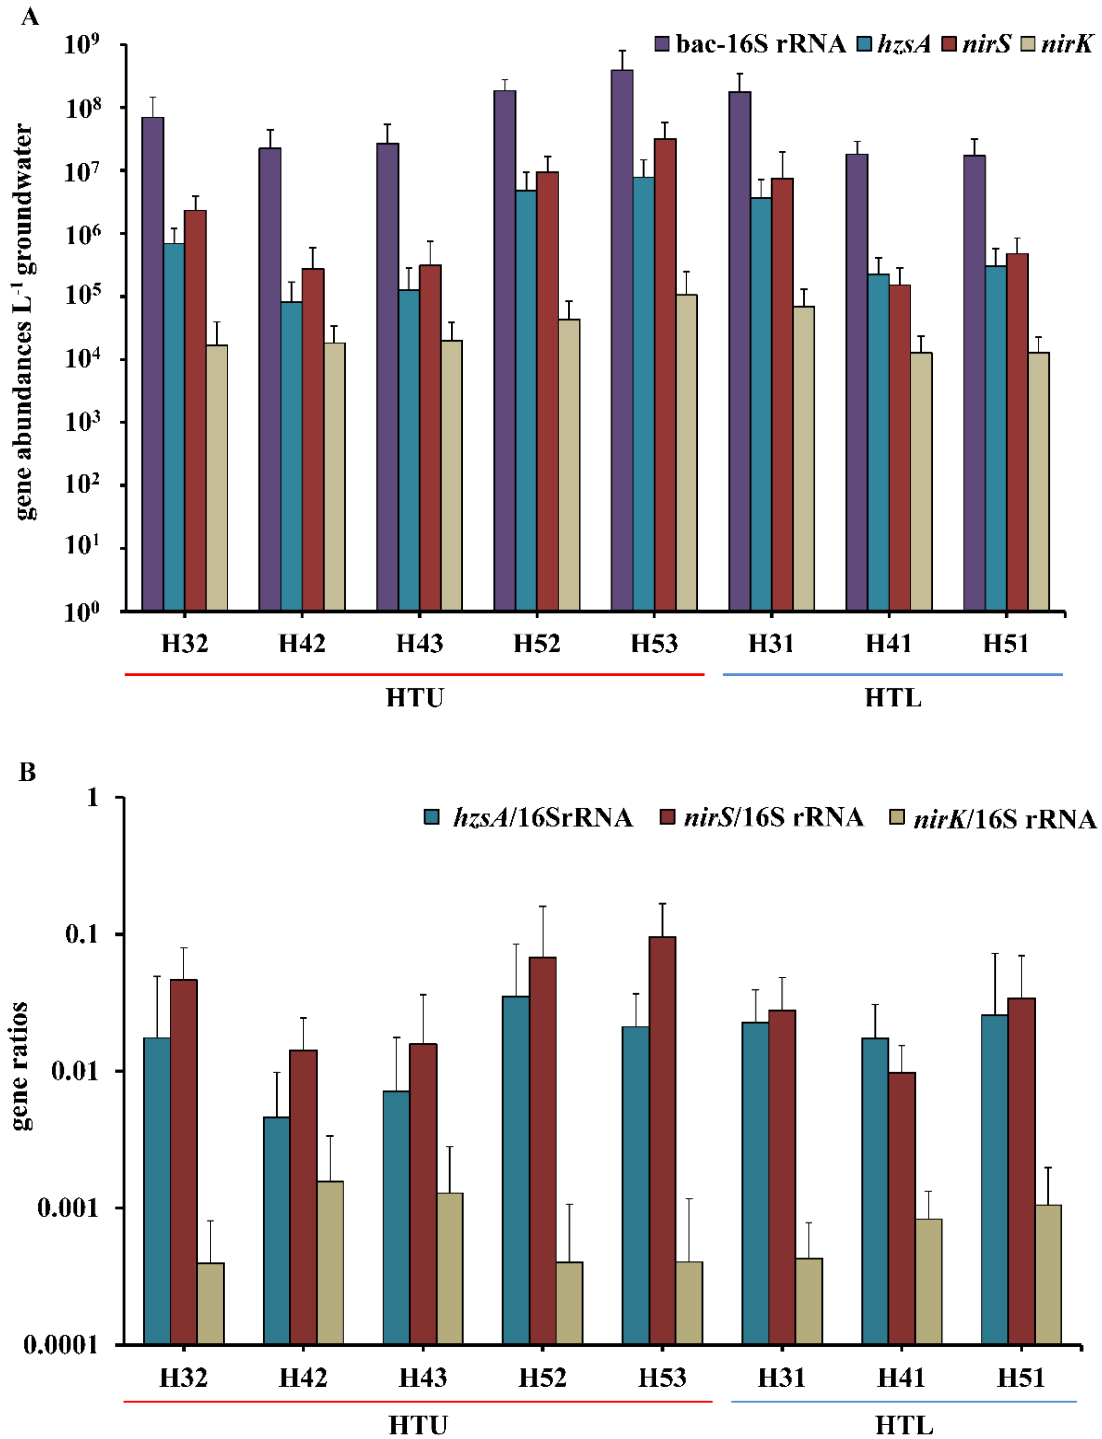 A
bac-16S rRNA hzsA nirS nirK
gene abundances L⁻¹ groundwater
10⁹
10⁸
10⁷
10⁶
10⁵
10⁴
10³
10²
10¹
10⁰
H32 H42 H43 H52 H53 H31 H41 H51
HTU HTL
B
hzsA/16SrRNA nirS/16S rRNA nirK/16S rRNA
gene ratios
1
0.1
0.01
0.001
0.0001
H32 H42 H43 H52 H53 H31 H41 H51
HTU HTL